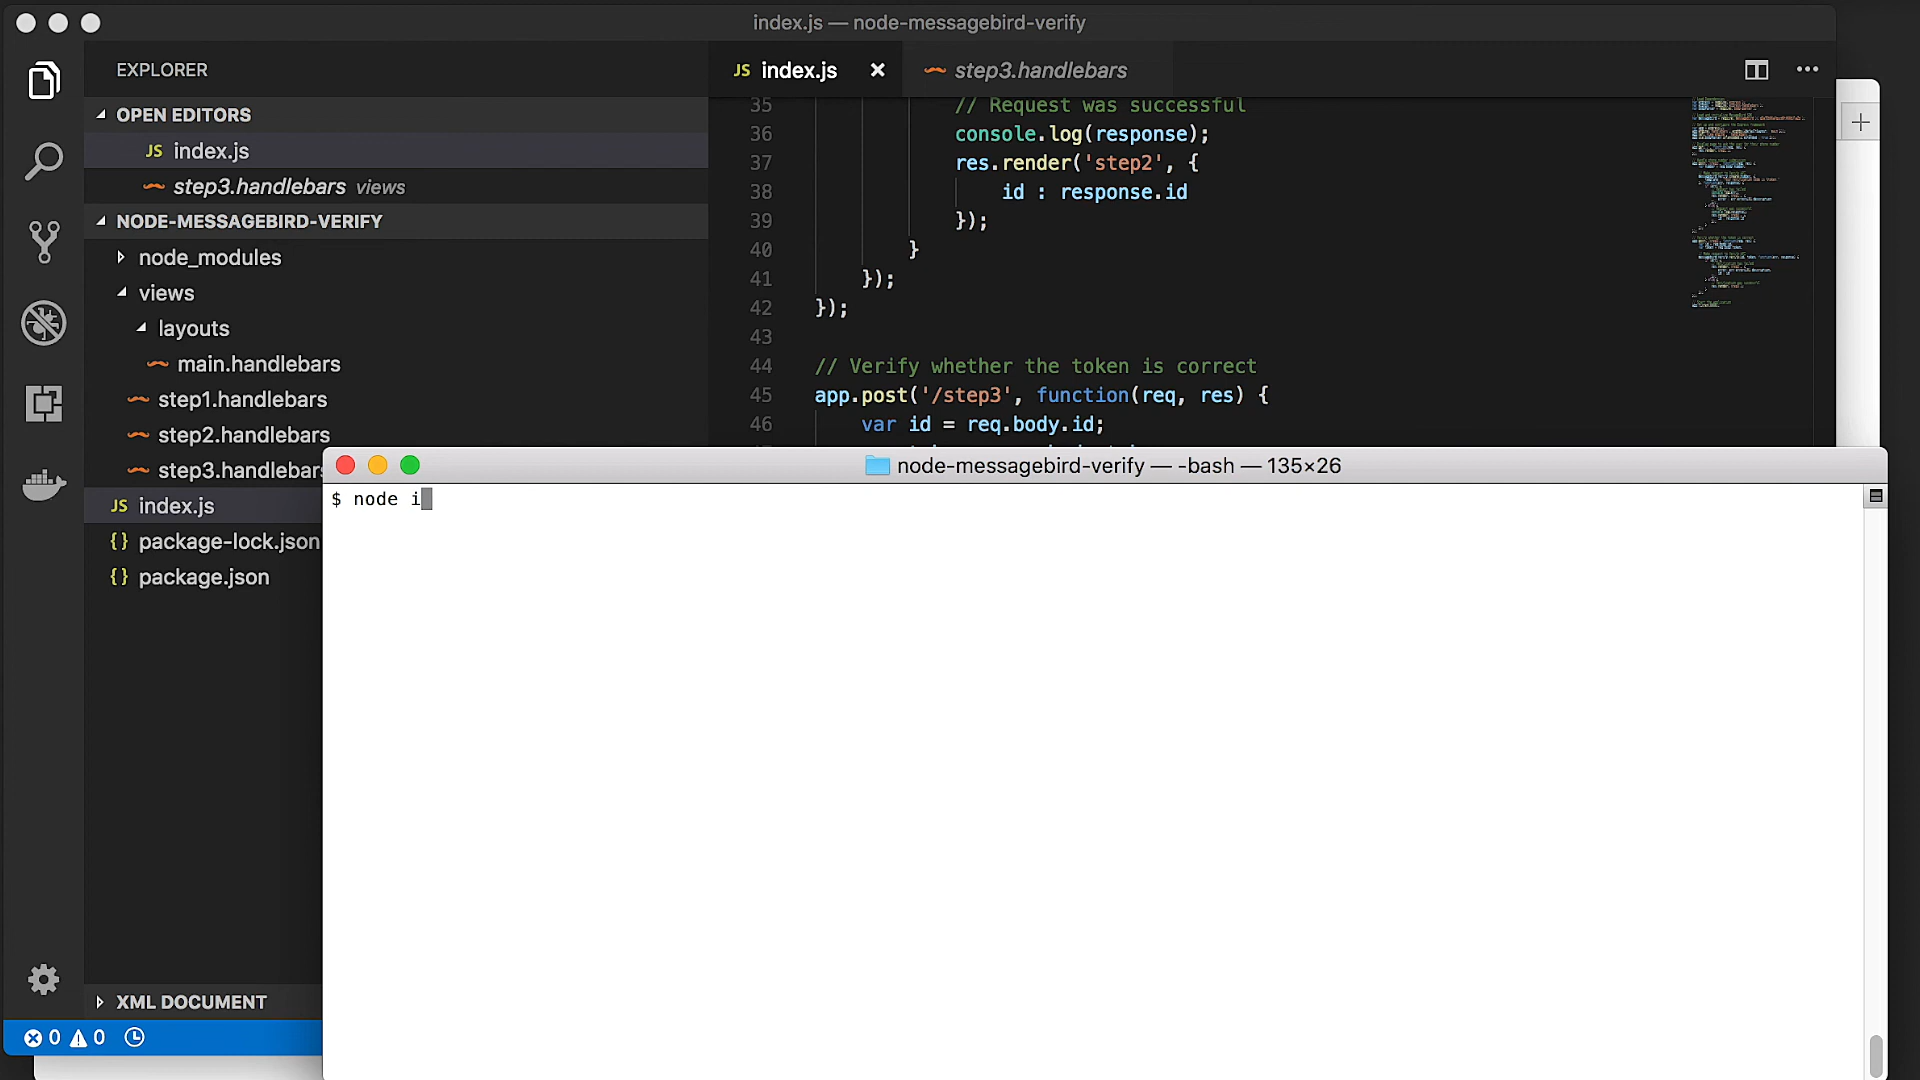 index.js — node-messagebird-verify
EXPLORER
OPEN EDITORS
JS index.js
step3.handlebars views
NODE-MESSAGEBIRD-VERIFY
node_modules
views
layouts
main.handlebars
step1.handlebars
step2.handlebars
step3.handlebars
JS index.js
{} package-lock.json
{} package.json
XML DOCUMENT
0 0
JS index.js
step3.handlebars
35 // Request was successful
36 console.log(response);
37 res.render('step2', {
38 id : response.id
39 });
40 }
41 });
42 });
43
44 // Verify whether the token is correct
45 app.post('/step3', function(req, res) {
46 var id = req.body.id;
node-messagebird-verify — -bash — 135×26
$ node i